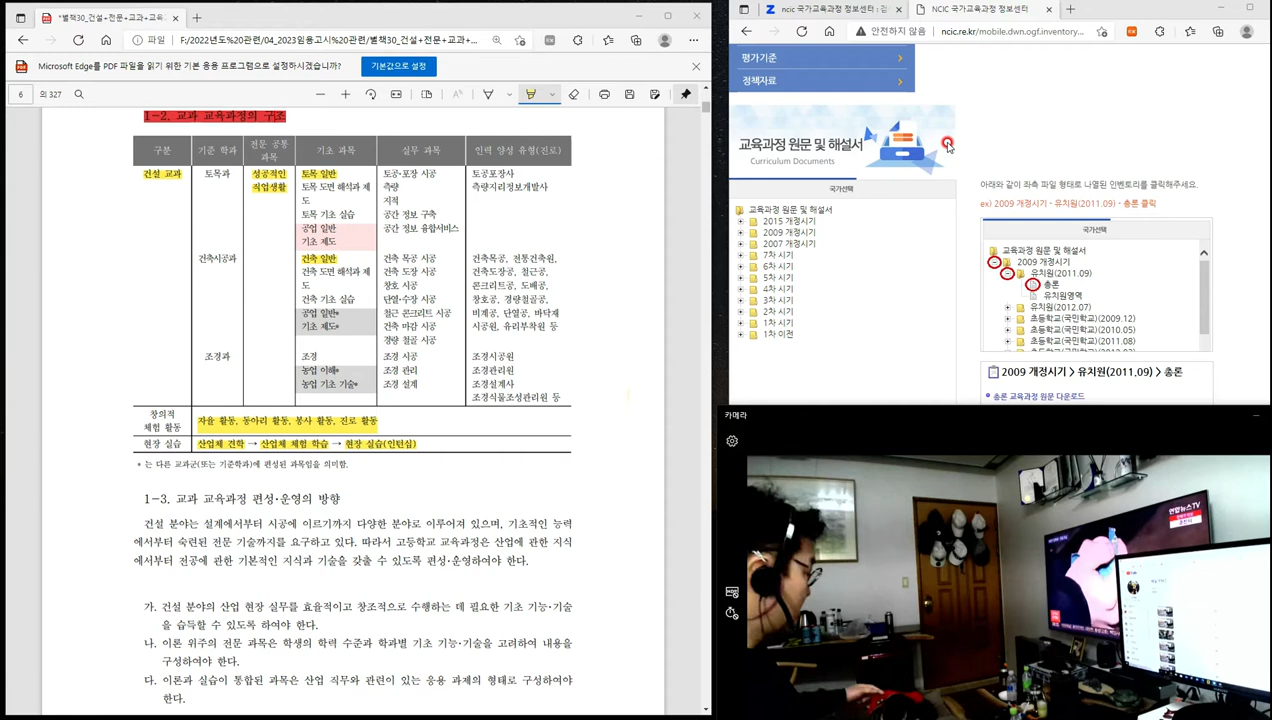 *별책30_건설+전문+교과+교육
파일
F:/2022년도%20관련/04_2023임용고시%20관련/별책30_건설+전문+교과+...
Microsoft Edge를 PDF 파일을 읽기 위한 기본 응용 프로그램으로 설정하시겠습니까?
기본값으로 설정
6 의 327
1-2. 교과 교육과정의 구조
구분 기준 학과 전문 공통 과목 기초 과목 실무 과목 인력 양성 유형(진로)
건설 교과 토목과 성공적인 토목 일반 토공·포장 시공 토공포장사
직업생활 토목 도면 해석과 제 측량 측량지리정보개발사
도 지적
토목 기초 실습 공간 정보 구축
공업 일반 공간 정보 융합서비스
기초 제도
건축시공과 건축 일반 건축 목공 시공 건축목공, 전통건축원,
건축 도면 해석과 제 건축 도장 시공 건축도장공, 철근공,
도 창호 시공 콘크리트공, 도배공,
건축 기초 실습 단열·수장 시공 창호공, 경량철골공,
공업 일반* 철근 콘크리트 시공 비계공, 단열공, 바닥재
기초 제도* 건축 마감 시공 시공원, 유리부착원 등
경량 철골 시공
조경과 조경 조경 시공 조경시공원
농업 이해* 조경 관리 조경관리원
농업 기초 기술* 조경 설계 조경설계사
조경식물조성관리원 등
창의적
체험 활동 자율 활동, 동아리 활동, 봉사 활동, 진로 활동
현장 실습 산업체 견학 → 산업체 체험 학습 → 현장 실습(인턴십)
* 는 다른 교과군(또는 기준학과)에 편성된 과목임을 의미함.
1-3. 교과 교육과정 편성·운영의 방향
건설 분야는 설계에서부터 시공에 이르기까지 다양한 분야로 이루어져 있으며, 기초적인 능력
에서부터 숙련된 전문 기술까지를 요구하고 있다. 따라서 고등학교 교육과정은 산업에 관한 지식
에서부터 전공에 관한 기본적인 지식과 기술을 갖출 수 있도록 편성·운영하여야 한다.
가. 건설 분야의 산업 현장 실무를 효율적이고 창조적으로 수행하는 데 필요한 기초 기능·기술
을 습득할 수 있도록 하여야 한다.
나. 이론 위주의 전문 과목은 학생의 학력 수준과 학과별 기초 기능·기술을 고려하여 내용을
구성하여야 한다.
다. 이론과 실습이 통합된 과목은 산업 직무와 관련이 있는 응용 과제의 형태로 구성하여야
한다.
ncic 국가교육과정 정보센터 : 검
NCIC 국가교육과정 정보센터
안전하지 않음
ncic.re.kr/mobile.dwn.ogf.inventory...
평가기준
정책자료
교육과정 원문 및 해설서
Curriculum Documents
국가선택
교육과정 원문 및 해설서
2015 개정시기
2009 개정시기
2007 개정시기
7차 시기
6차 시기
5차 시기
4차 시기
3차 시기
2차 시기
1차 시기
1차 이전
아래와 같이 좌측 파일 형태로 나열된 인벤토리를 클릭해주세요.
ex) 2009 개정시기 - 유치원(2011.09) - 총론 클릭
국가선택
교육과정 원문 및 해설서
2009 개정시기
유치원(2011.09)
총론
유치원영역
유치원(2012.07)
초등학교(국민학교)(2009.12)
초등학교(국민학교)(2010.05)
초등학교(국민학교)(2011.08)
2009 개정시기 > 유치원(2011.09) > 총론
총론 교육과정 원문 다운로드
카메라
HDR
연합뉴스TV